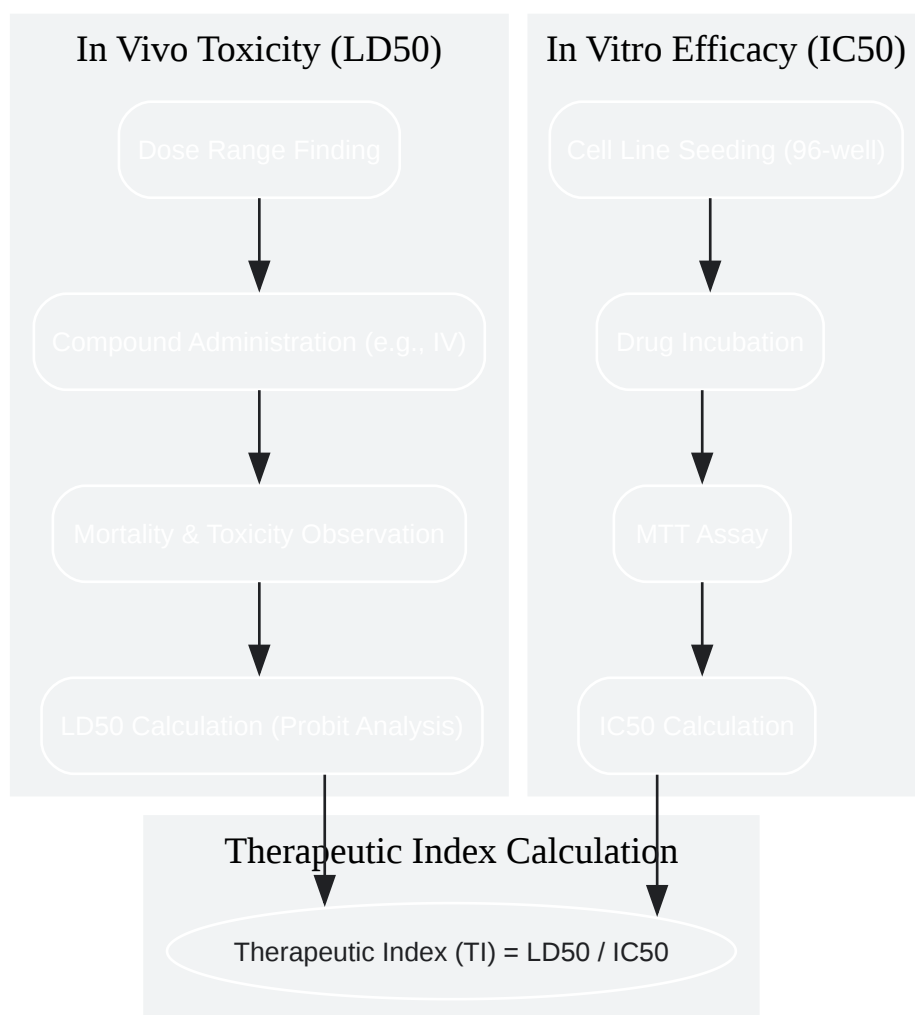 In Vivo Toxicity (LD50)
Dose Range Finding
Compound Administration (e.g., IV)
Mortality & Toxicity Observation
LD50 Calculation (Probit Analysis)
In Vitro Efficacy (IC50)
Cell Line Seeding (96-well)
Drug Incubation
MTT Assay
IC50 Calculation
Therapeutic Index Calculation
Therapeutic Index (TI) = LD50 / IC50